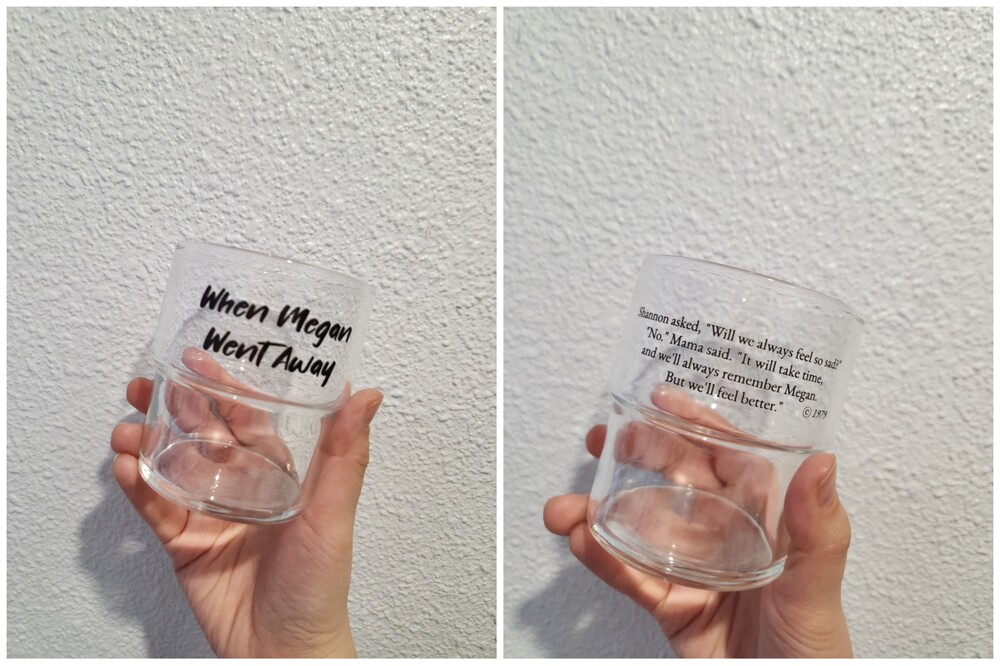 When Megan
Went Away
Shannon asked, "Will we always feel so sad?"
"No." Mama said. "It will take time,
and we'll always remember Megan.
But we'll feel better."
© 1979